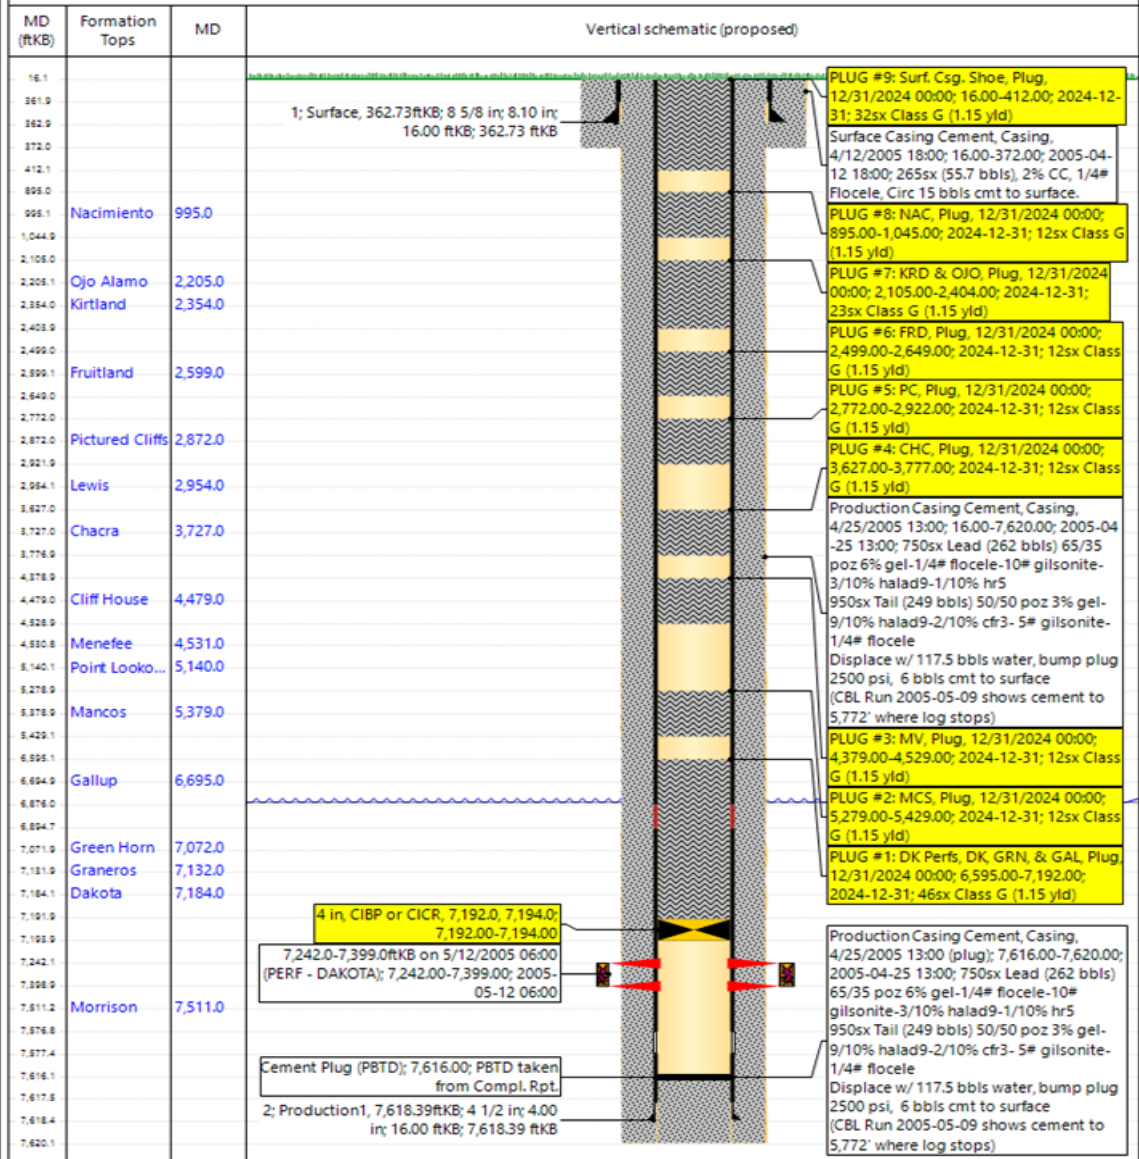 MD
(ftKB)
Formation
Tops
MD
Vertical schematic (proposed)
16.1
361.9
362.9
372.0
412.1
895.0
995.1
1,044.9
2,105.0
2,205.1
2,354.0
2,403.9
2,499.0
2,599.1
2,649.0
2,772.0
2,872.0
2,921.9
2,954.1
3,627.0
3,727.0
3,776.9
4,378.9
4,479.0
4,528.9
4,530.8
5,140.1
5,278.9
5,378.9
5,429.1
6,595.1
6,694.9
6,876.0
6,894.7
7,071.9
7,131.9
7,184.1
7,191.9
7,193.9
7,242.1
7,398.9
7,511.2
7,576.8
7,577.4
7,616.1
7,617.5
7,618.4
7,620.1
Nacimiento 995.0
Ojo Alamo 2,205.0
Kirtland 2,354.0
Fruitland 2,599.0
Pictured Cliffs 2,872.0
Lewis 2,954.0
Chacra 3,727.0
Cliff House 4,479.0
Menefee 4,531.0
Point Looko... 5,140.0
Mancos 5,379.0
Gallup 6,695.0
Green Horn 7,072.0
Graneros 7,132.0
Dakota 7,184.0
Morrison 7,511.0
1; Surface, 362.73ftKB; 8 5/8 in; 8.10 in;
16.00 ftKB; 362.73 ftKB
4 in, CIBP or CICR, 7,192.0, 7,194.0;
7,192.00-7,194.00
7,242.0-7,399.0ftKB on 5/12/2005 06:00
(PERF - DAKOTA); 7,242.00-7,399.00; 2005-
05-12 06:00
Cement Plug (PBTD); 7,616.00; PBTD taken
from Compl. Rpt.
2; Production1, 7,618.39ftKB; 4 1/2 in; 4.00
in; 16.00 ftKB; 7,618.39 ftKB
PLUG #9: Surf. Csg. Shoe, Plug,
12/31/2024 00:00; 16.00-412.00; 2024-12-
31; 32sx Class G (1.15 yld)
Surface Casing Cement, Casing,
4/12/2005 18:00; 16.00-372.00; 2005-04-
12 18:00; 265sx (55.7 bbls), 2% CC, 1/4#
Flocele, Circ 15 bbls cmt to surface.
PLUG #8: NAC, Plug, 12/31/2024 00:00;
895.00-1,045.00; 2024-12-31; 12sx Class G
(1.15 yld)
PLUG #7: KRD & OJO, Plug, 12/31/2024
00:00; 2,105.00-2,404.00; 2024-12-31;
23sx Class G (1.15 yld)
PLUG #6: FRD, Plug, 12/31/2024 00:00;
2,499.00-2,649.00; 2024-12-31; 12sx Class
G (1.15 yld)
PLUG #5: PC, Plug, 12/31/2024 00:00;
2,772.00-2,922.00; 2024-12-31; 12sx Class
G (1.15 yld)
PLUG #4: CHC, Plug, 12/31/2024 00:00;
3,627.00-3,777.00; 2024-12-31; 12sx Class
G (1.15 yld)
Production Casing Cement, Casing,
4/25/2005 13:00; 16.00-7,620.00; 2005-04
-25 13:00; 750sx Lead (262 bbls) 65/35
poz 6% gel-1/4# flocele-10# gilsonite-
3/10% halad9-1/10% hr5
950sx Tail (249 bbls) 50/50 poz 3% gel-
9/10% halad9-2/10% cfr3- 5# gilsonite-
1/4# flocele
Displace w/ 117.5 bbls water, bump plug
2500 psi, 6 bbls cmt to surface
(CBL Run 2005-05-09 shows cement to
5,772' where log stops)
PLUG #3: MV, Plug, 12/31/2024 00:00;
4,379.00-4,529.00; 2024-12-31; 12sx Class
G (1.15 yld)
PLUG #2: MCS, Plug, 12/31/2024 00:00;
5,279.00-5,429.00; 2024-12-31; 12sx Class
G (1.15 yld)
PLUG #1: DK Perfs, DK, GRN, & GAL, Plug,
12/31/2024 00:00; 6,595.00-7,192.00;
2024-12-31; 46sx Class G (1.15 yld)
Production Casing Cement, Casing,
4/25/2005 13:00 (plug); 7,616.00-7,620.00;
2005-04-25 13:00; 750sx Lead (262 bbls)
65/35 poz 6% gel-1/4# flocele-10#
gilsonite-3/10% halad9-1/10% hr5
950sx Tail (249 bbls) 50/50 poz 3% gel-
9/10% halad9-2/10% cfr3- 5# gilsonite-
1/4# flocele
Displace w/ 117.5 bbls water, bump plug
2500 psi, 6 bbls cmt to surface
(CBL Run 2005-05-09 shows cement to
5,772' where log stops)